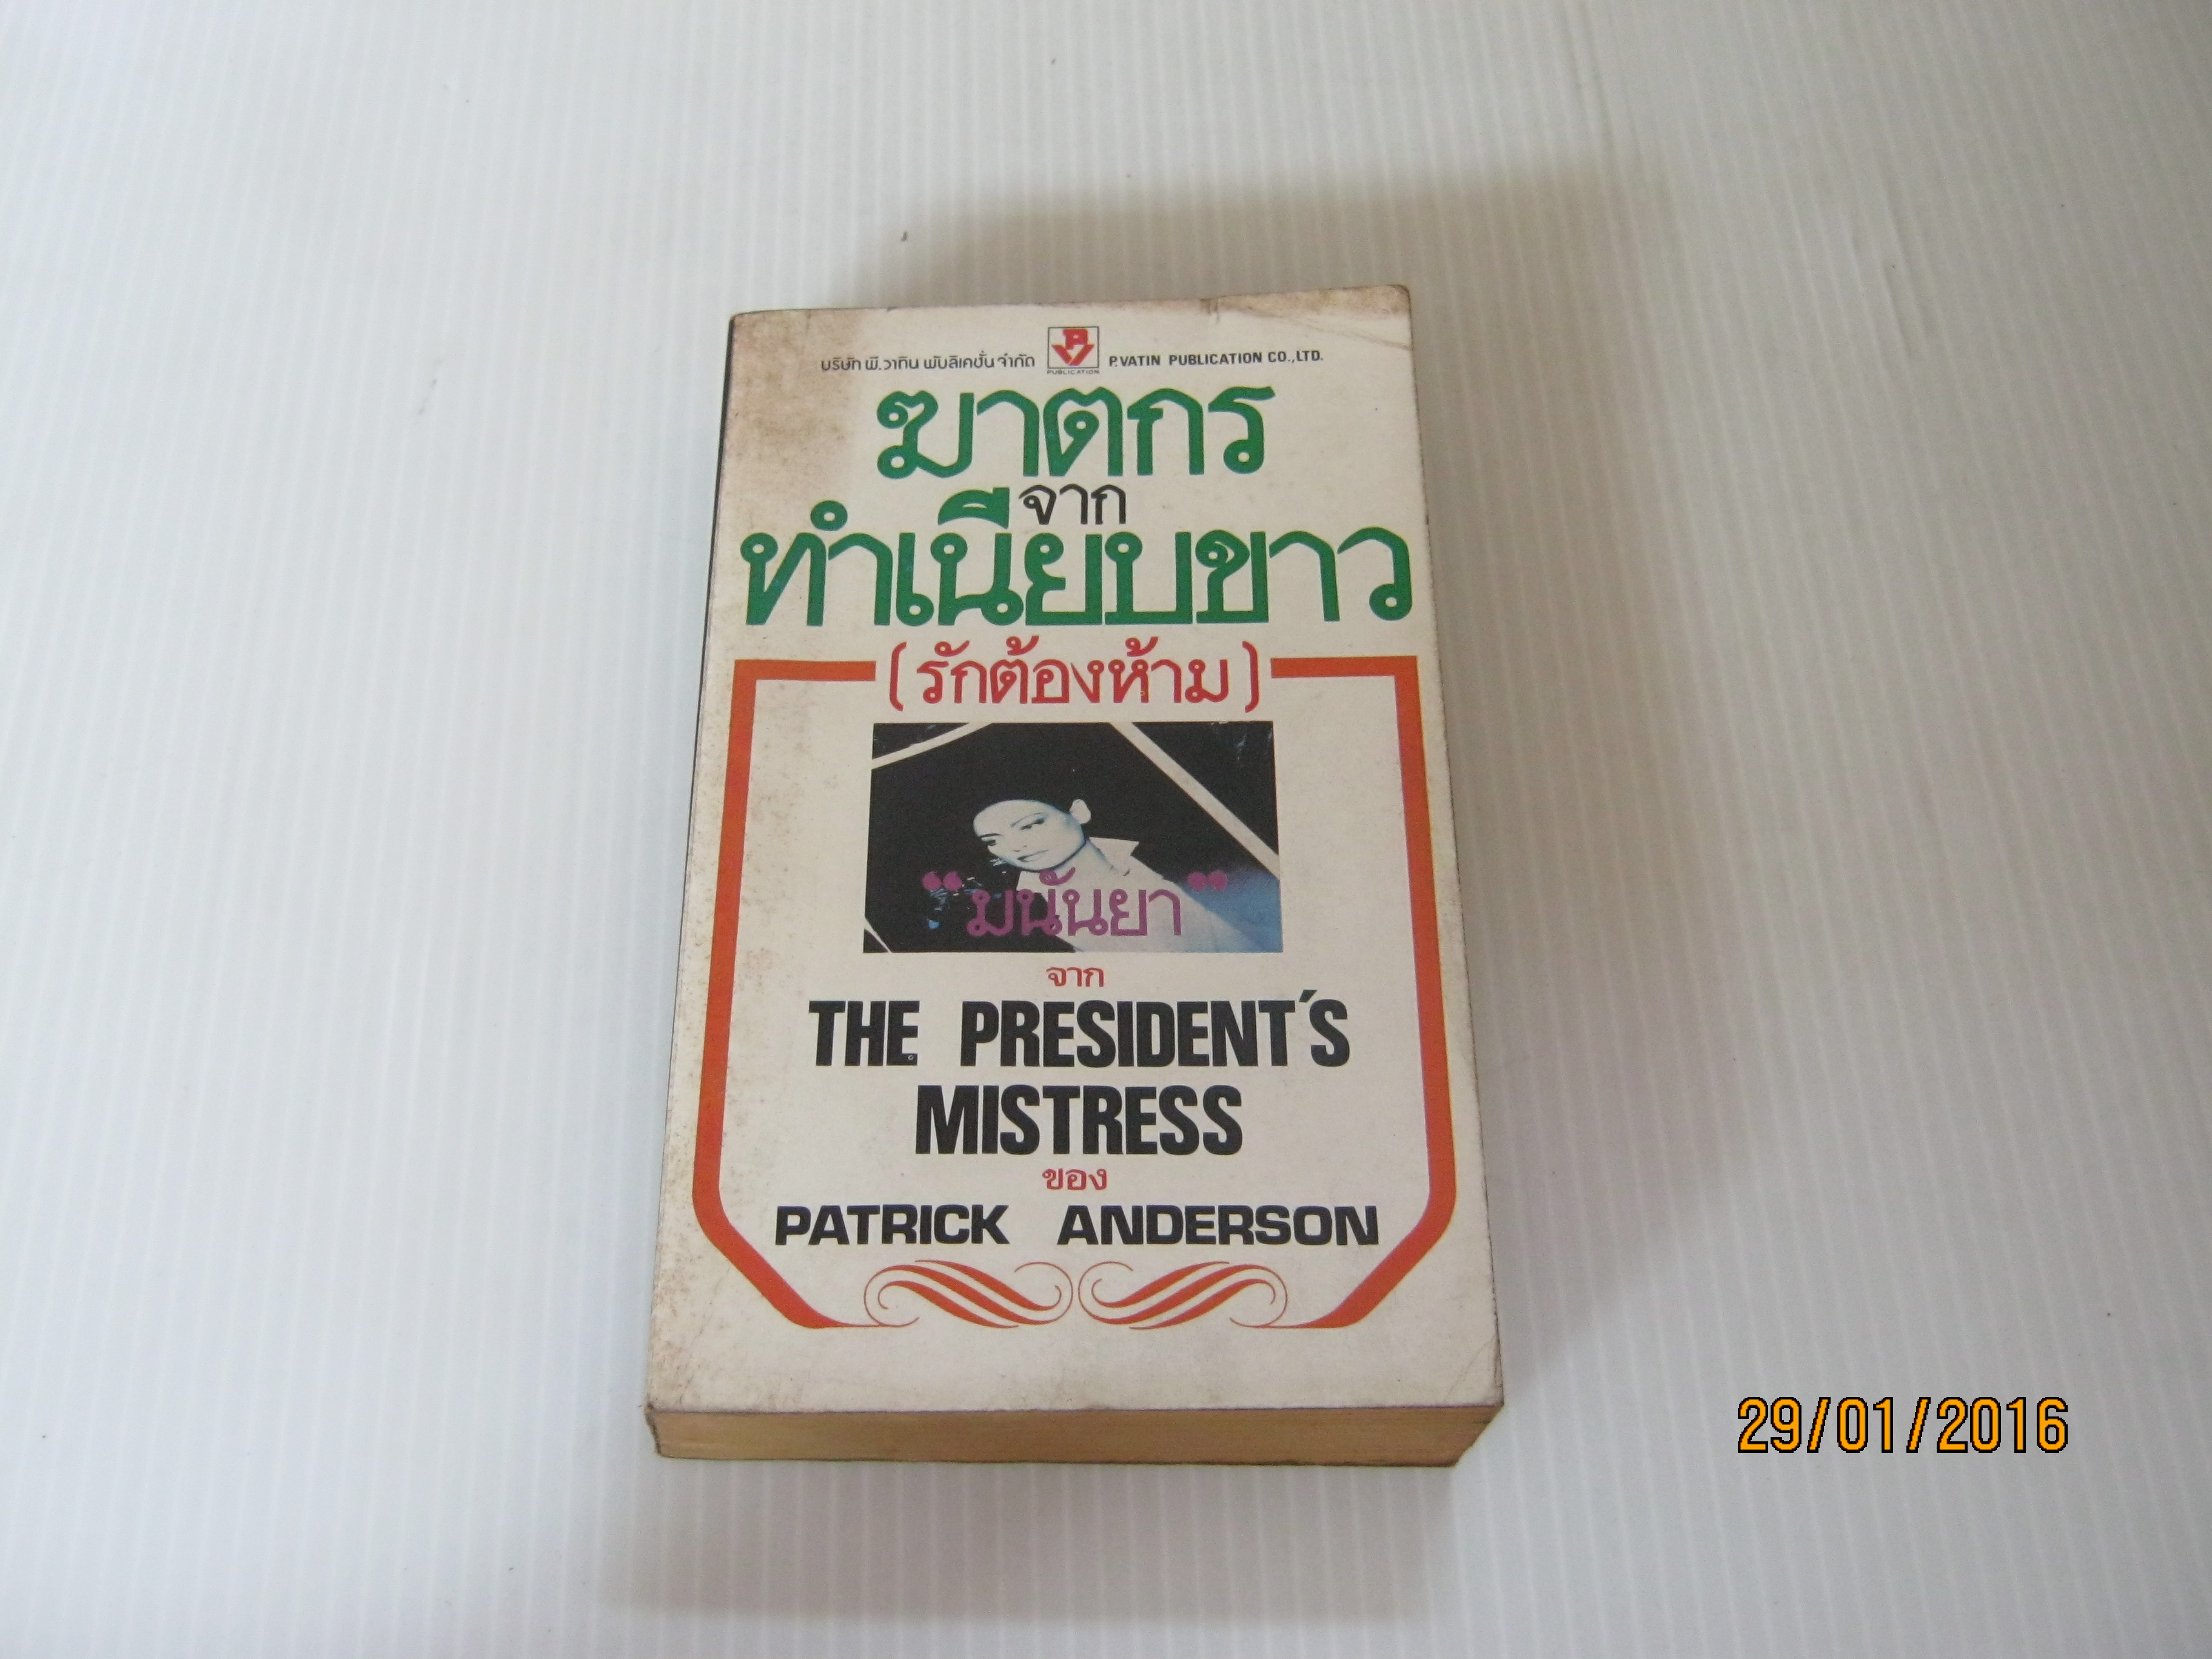 บริษัท พี.วาทิน พับลิเคชั่น จำกัด PV PUBLICATION P.VATIN PUBLICATION CO.,LTD.
ฆาตกร
จาก
ทำเนียบขาว
(รักต้องห้าม)
“มนันยา”
จาก
THE PRESIDENT'S
MISTRESS
ของ
PATRICK ANDERSON
29/01/2016